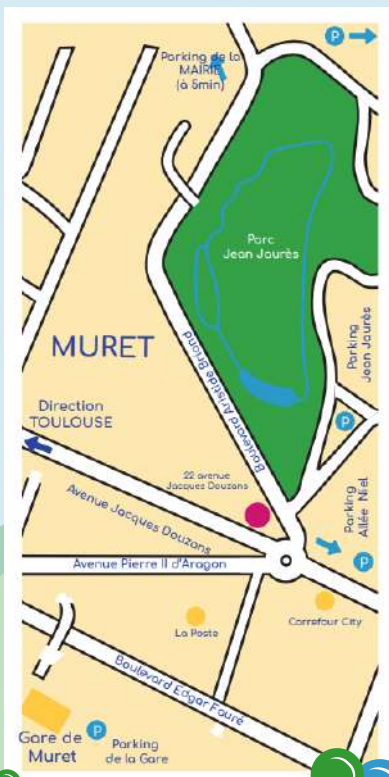 P
Parking de la
MAIRIE
(à 5min)
Parc
Jean Jaurès
Parking
Jean Jaurès
MURET
Boulevard Aristide Briand
Direction
TOULOUSE
P
22 avenue
Jacques Douzans
Avenue Jacques Douzans
Parking
Allée Niel
P
Avenue Pierre II d'Aragon
La Poste
Carrefour City
Boulevard Edgar Fauré
Gare de
Muret
P
Parking
de la Gare